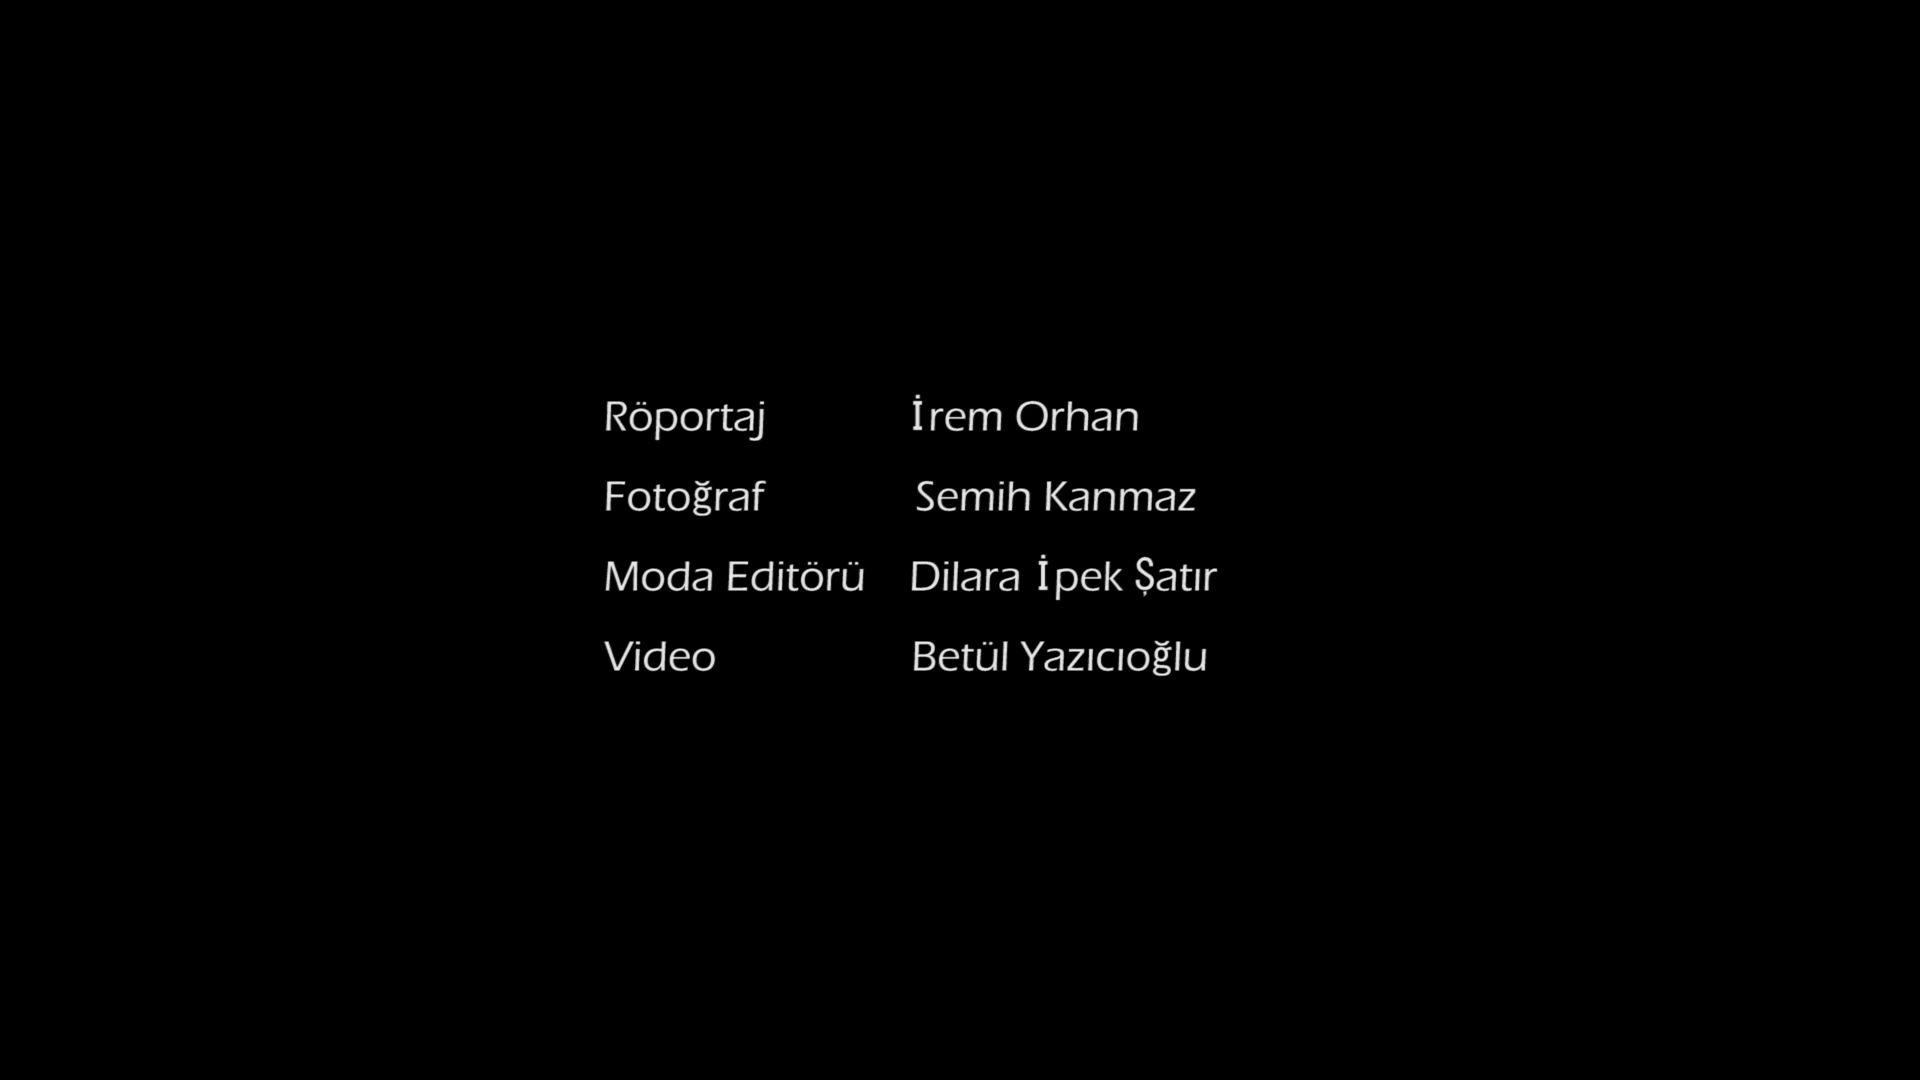 Röportaj İrem Orhan
Fotoğraf Semih Kanmaz
Moda Editörü Dilara İpek Şatır
Video Betül Yazıcıoğlu